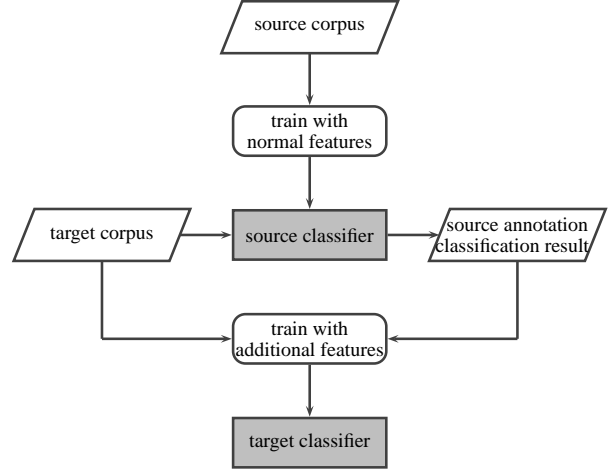 source corpus
train with
normal features
target corpus
source classifier
source annotation
classification result
train with
additional features
target classifier